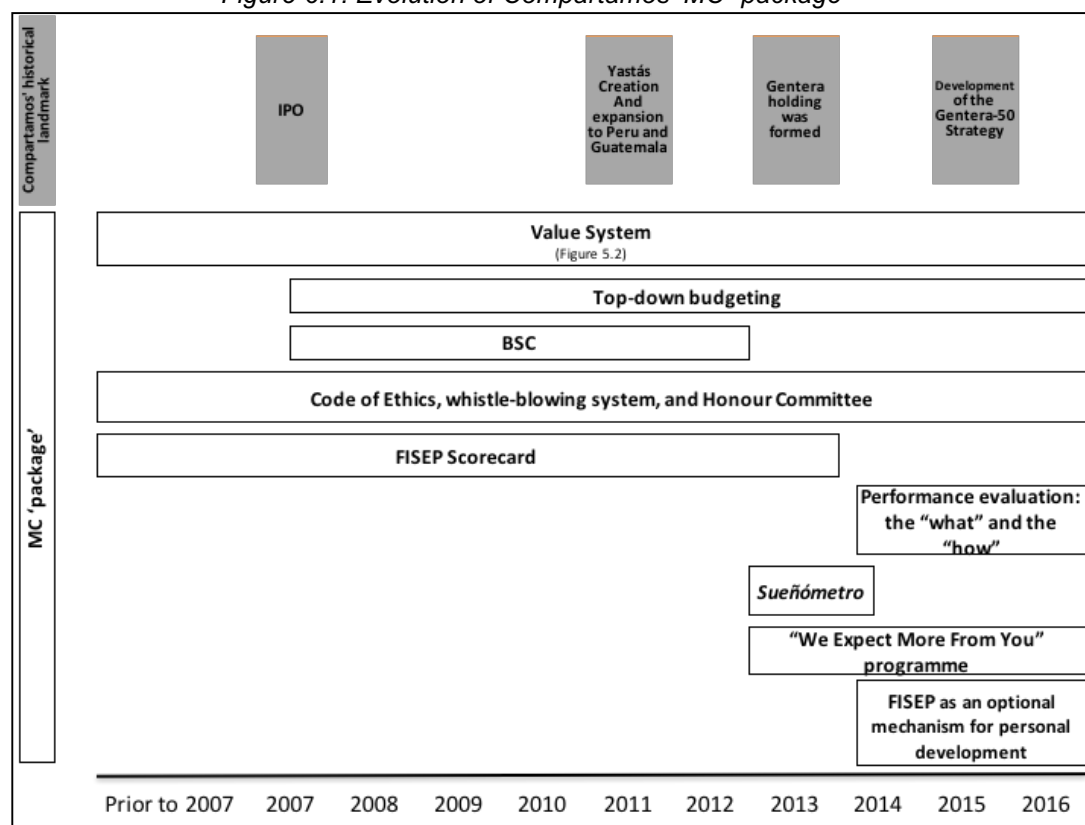 Figure 6.1: Evolution of Compartamos' MC 'package'
Compartamos' historical
landmark
IPO
Yastás
Creation
And
expansion
to Peru and
Guatemala
Gentera
holding
was
formed
Development
of the
Gentera-50
Strategy
MC 'package'
Value System
(Figure 5.2)
Top-down budgeting
BSC
Code of Ethics, whistle-blowing system, and Honour Committee
FISEP Scorecard
Performance evaluation:
the “what” and the
“how”
Sueñómetro
“We Expect More From You”
programme
FISEP as an optional
mechanism for personal
development
Prior to 2007 2007 2008 2009 2010 2011 2012 2013 2014 2015 2016